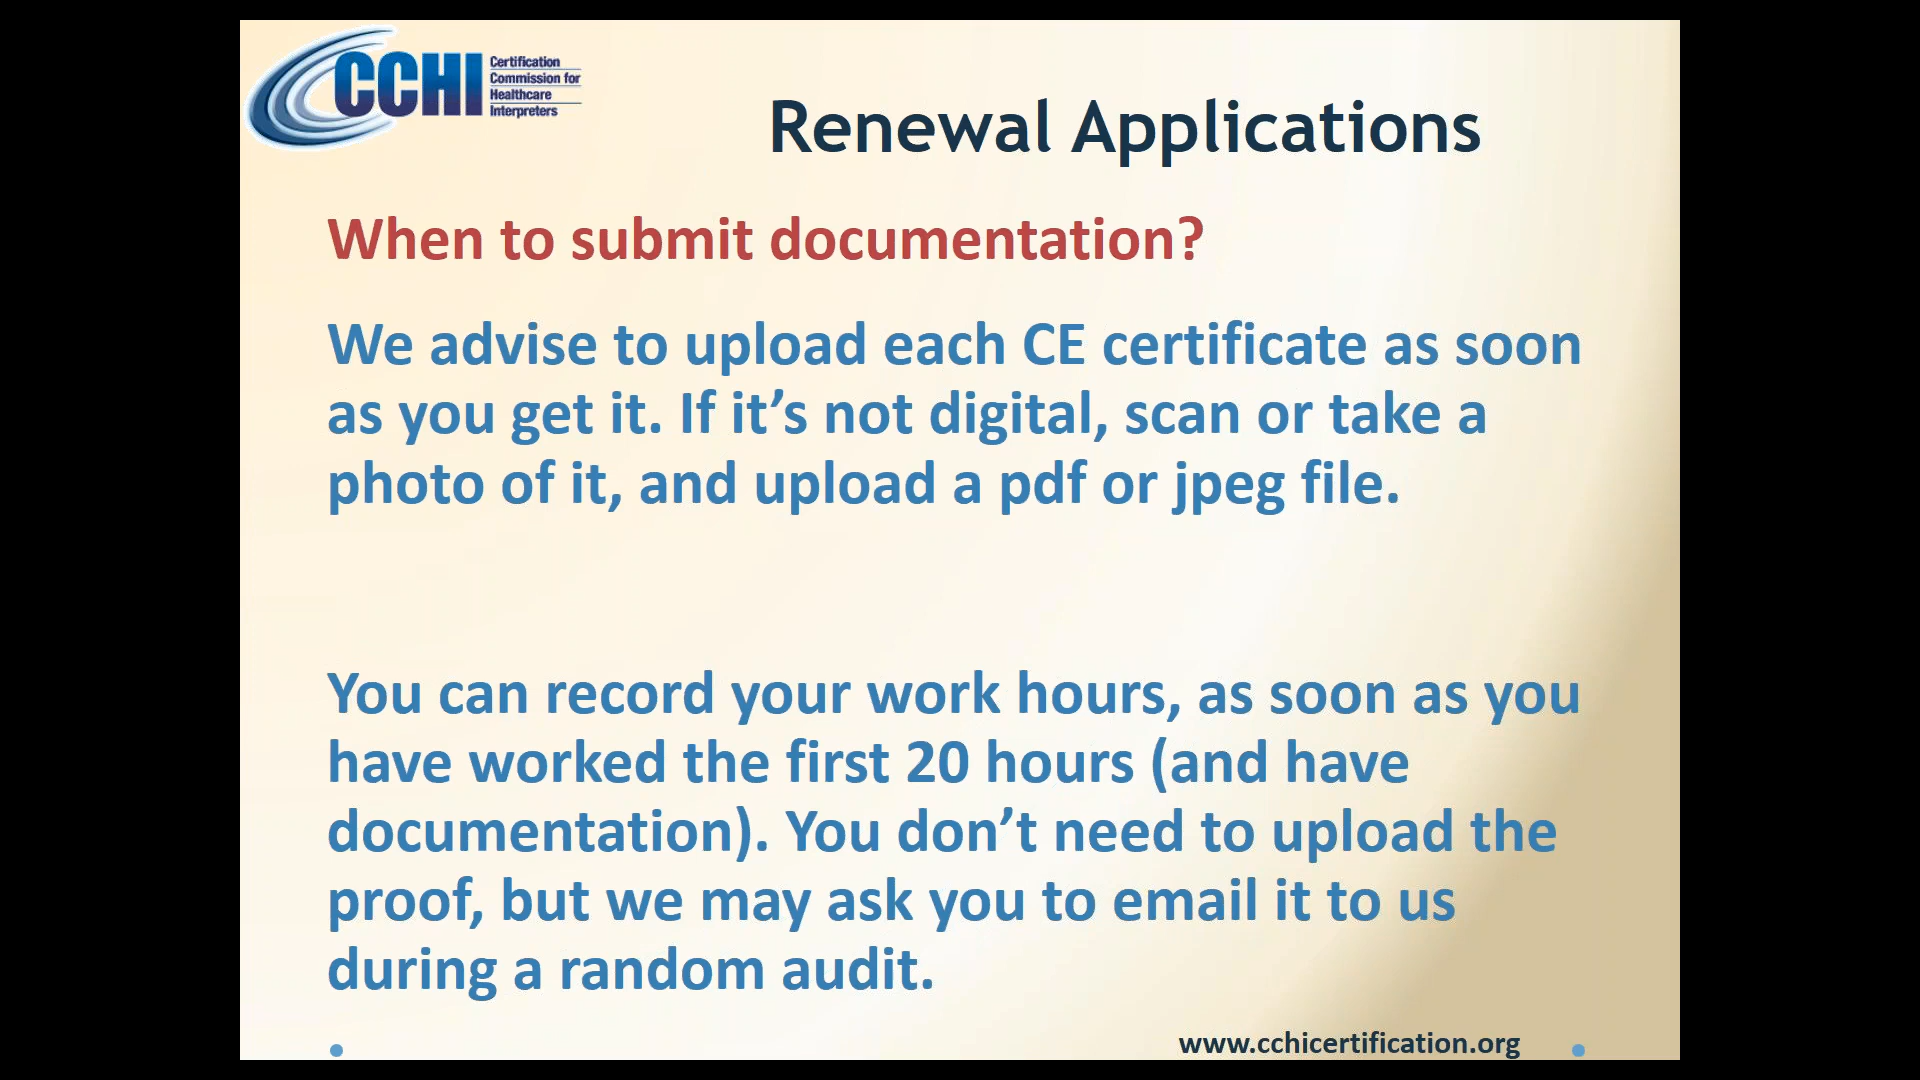 CCHI
Certification
Commission for
Healthcare
Interpreters
Renewal Applications
When to submit documentation?
We advise to upload each CE certificate as soon
as you get it. If it’s not digital, scan or take a
photo of it, and upload a pdf or jpeg file.
You can record your work hours, as soon as you
have worked the first 20 hours (and have
documentation). You don’t need to upload the
proof, but we may ask you to email it to us
during a random audit.
www.cchicertification.org